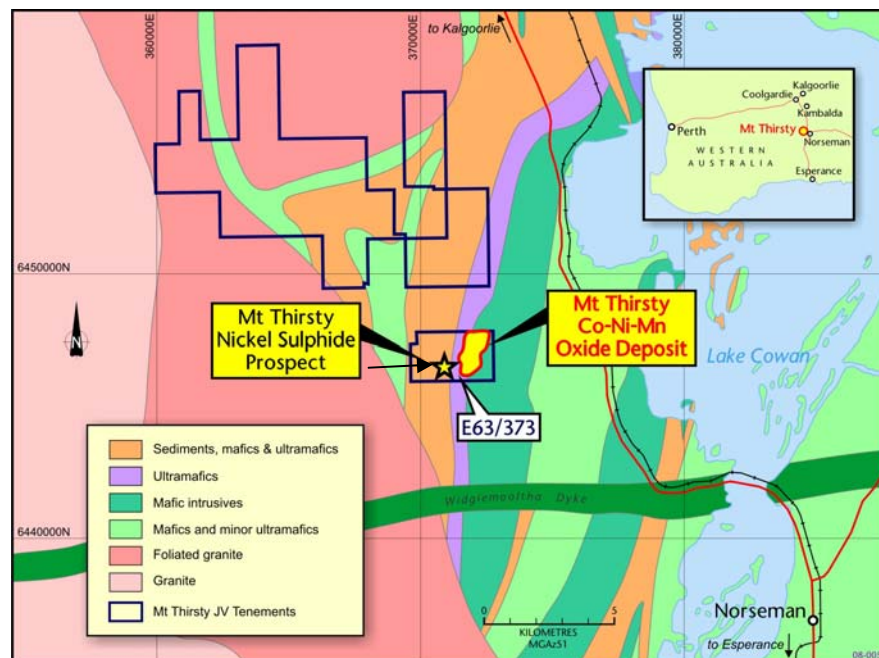 360000E
370000E
380000E
to Kalgoorlie
Kalgoorlie
Coolgardie
Kambalda
Perth
Mt Thirsty
Norseman
WESTERN
AUSTRALIA
Esperance
6450000N
Mt Thirsty
Nickel Sulphide
Prospect
Mt Thirsty
Co-Ni-Mn
Oxide Deposit
Lake Cowan
N
E63/373
Sediments, mafics & ultramafics
Ultramafics
Mafic intrusives
Mafics and minor ultramafics
Foliated granite
Granite
Mt Thirsty JV Tenements
Widgiemooltha Dyke
6440000N
0 5
KILOMETRES
MGAz51
Norseman
to Esperance